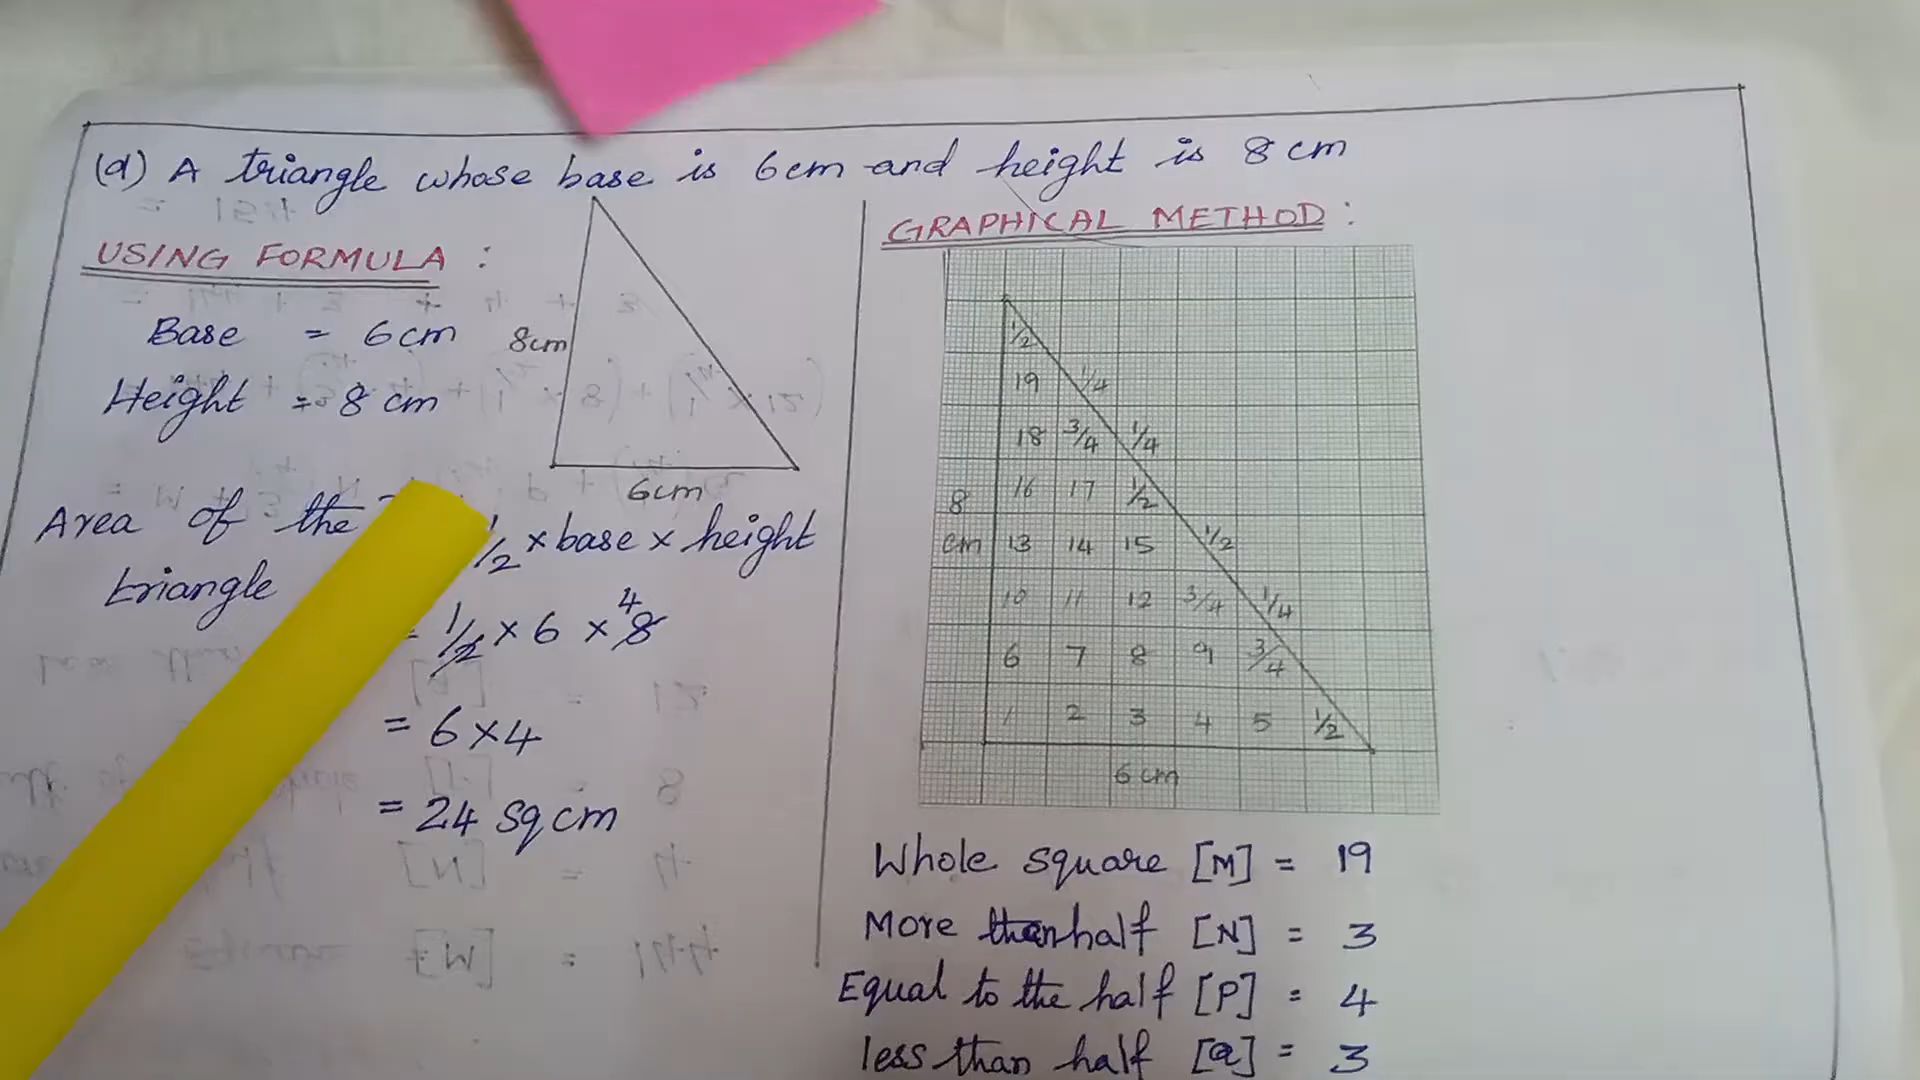 (d) A triangle whose base is 6cm and height is 8 cm
USING FORMULA :
Base = 6cm
Height = 8 cm
8cm
6cm
Area of the
triangle
1/2 × base × height
= 1/2 × 6 × 8 4
= 6 × 4
= 24 Sq cm
GRAPHICAL METHOD :
1/2
19 1/4
18 3/4 1/4
16 17 1/2
13 14 15 1/2
10 11 12 3/4 1/4
6 7 8 9 3/4
1 2 3 4 5 1/2
8
cm
6 cm
Whole square [M] = 19
More than half [N] = 3
Equal to the half [P] = 4
less than half [Q] = 3